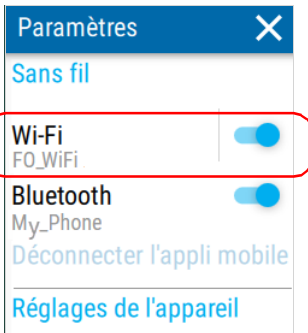 Paramètres
Sans fil
Wi-Fi
FO_WiFi
Bluetooth
My_Phone
Déconnecter l'appli mobile
Réglages de l'appareil